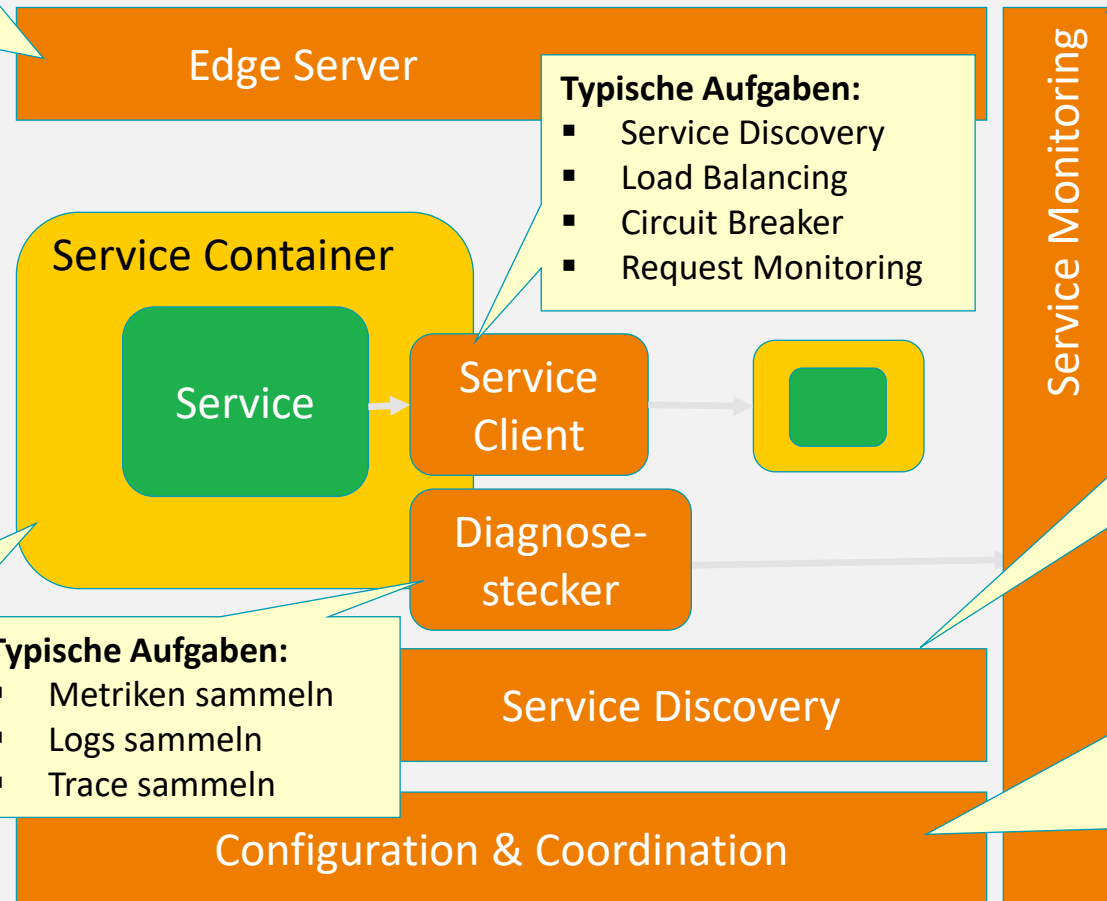 Edge Server
Typische Aufgaben:
▪ Service Discovery
▪ Load Balancing
▪ Circuit Breaker
▪ Request Monitoring
Service Monitoring
Service Container
Service
Service
Client
Diagnose-
stecker
Typische Aufgaben:
▪ Metriken sammeln
▪ Logs sammeln
▪ Trace sammeln
Service Discovery
Configuration & Coordination